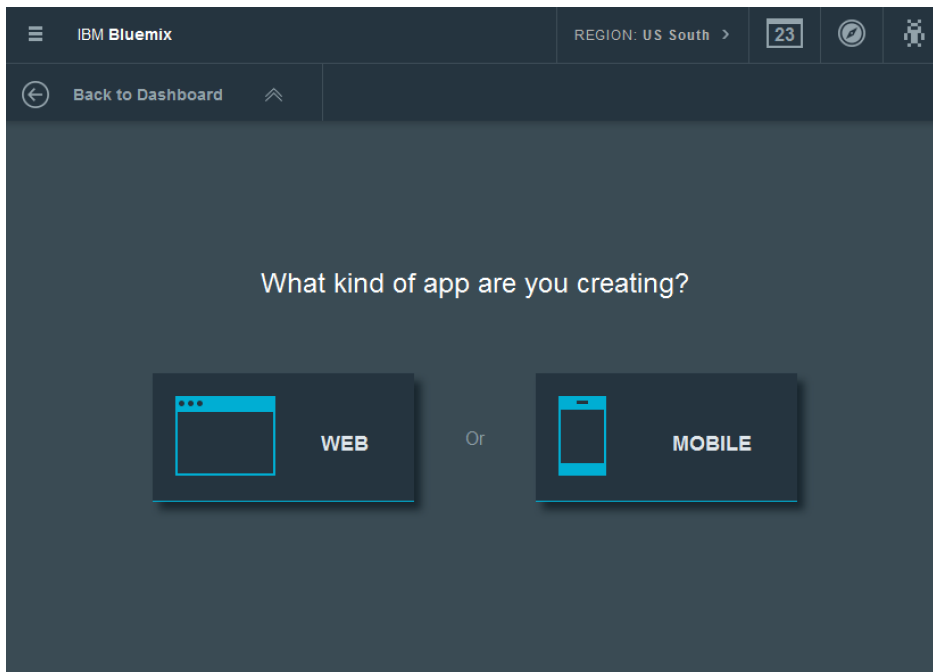 IBM Bluemix
REGION: US South >
23
Back to Dashboard
What kind of app are you creating?
WEB
Or
MOBILE